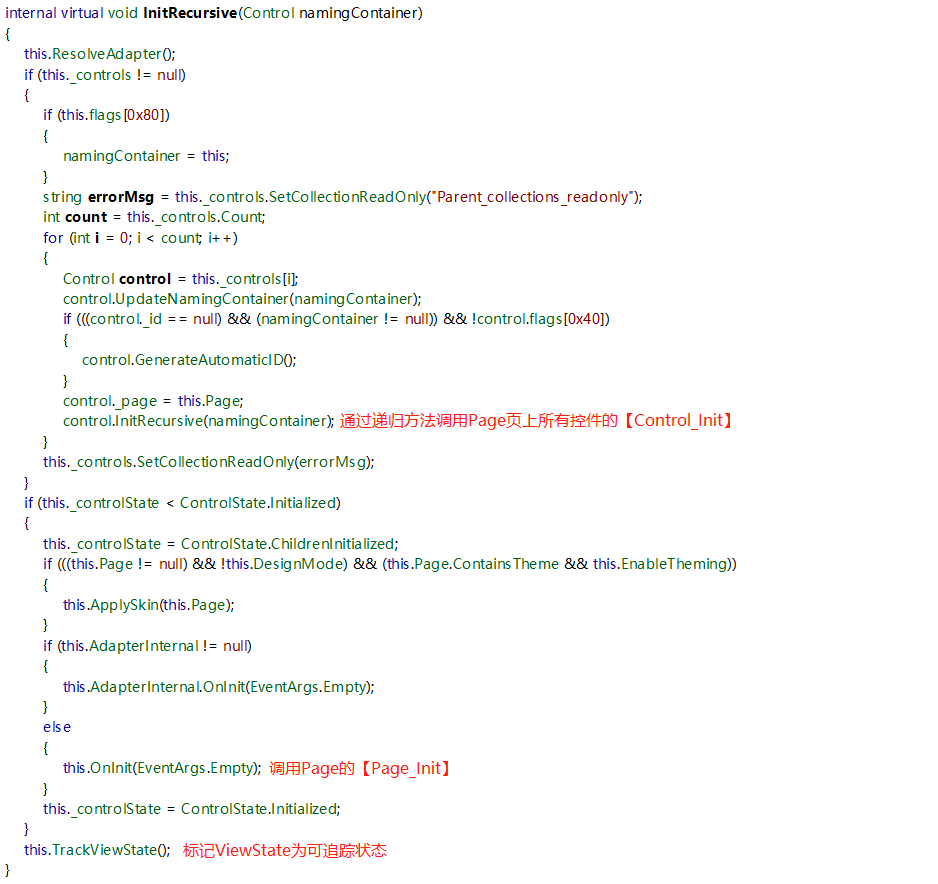 internal virtual void InitRecursive(Control namingContainer)
{
this.ResolveAdapter();
if (this._controls != null)
{
if (this.flags[0x80])
{
namingContainer = this;
}
string errorMsg = this._controls.SetCollectionReadOnly("Parent_collections_readonly");
int count = this._controls.Count;
for (int i = 0; i < count; i++)
{
Control control = this._controls[i];
control.UpdateNamingContainer(namingContainer);
if (((control._id == null) && (namingContainer != null)) && !control.flags[0x40])
{
control.GenerateAutomaticID();
}
control._page = this.Page;
control.InitRecursive(namingContainer); 通过递归方法调用Page页上所有控件的【Control_Init】
}
this._controls.SetCollectionReadOnly(errorMsg);
}
if (this._controlState < ControlState.Initialized)
{
this._controlState = ControlState.ChildrenInitialized;
if (((this.Page != null) && !this.DesignMode) && (this.Page.ContainsTheme && this.EnableTheming))
{
this.ApplySkin(this.Page);
}
if (this.AdapterInternal != null)
{
this.AdapterInternal.OnInit(EventArgs.Empty);
}
else
{
this.OnInit(EventArgs.Empty); 调用Page的【Page_Init】
}
this._controlState = ControlState.Initialized;
}
this.TrackViewState(); 标记ViewState为可追踪状态
}